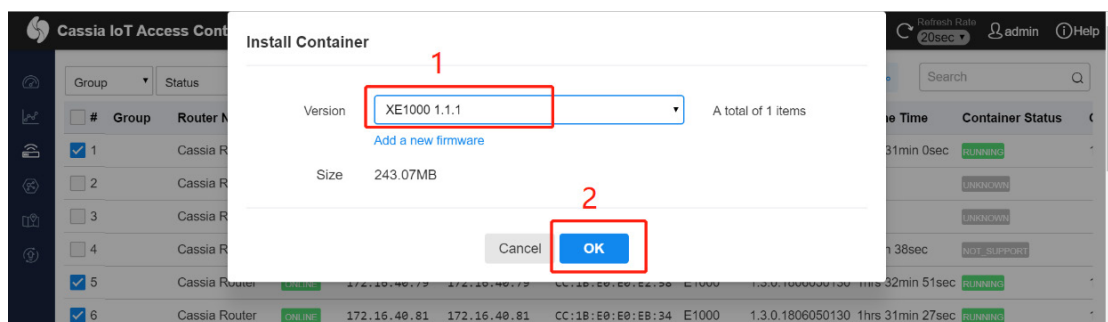 Cassia IoT Access Cont
Refresh Rate
20sec
admin
Help
Install Container
1
Group
Status
Search
Version
XE1000 1.1.1
A total of 1 items
Add a new firmware
Size
243.07MB
2
Cancel
OK
# Group Router N e Time Container Status
1 Cassia R 31min 0sec RUNNING
2 Cassia R UNKNOWN
3 Cassia R UNKNOWN
4 Cassia R 38sec NOT_SUPPORT
5 Cassia Router ONLINE 172.16.40.79 172.16.40.79 CC:1B:E0:E0:E2:98 E1000 1.3.0.1806050130 1hrs 32min 51sec RUNNING
6 Cassia Router ONLINE 172.16.40.81 172.16.40.81 CC:1B:E0:E0:EB:34 E1000 1.3.0.1806050130 1hrs 31min 27sec RUNNING